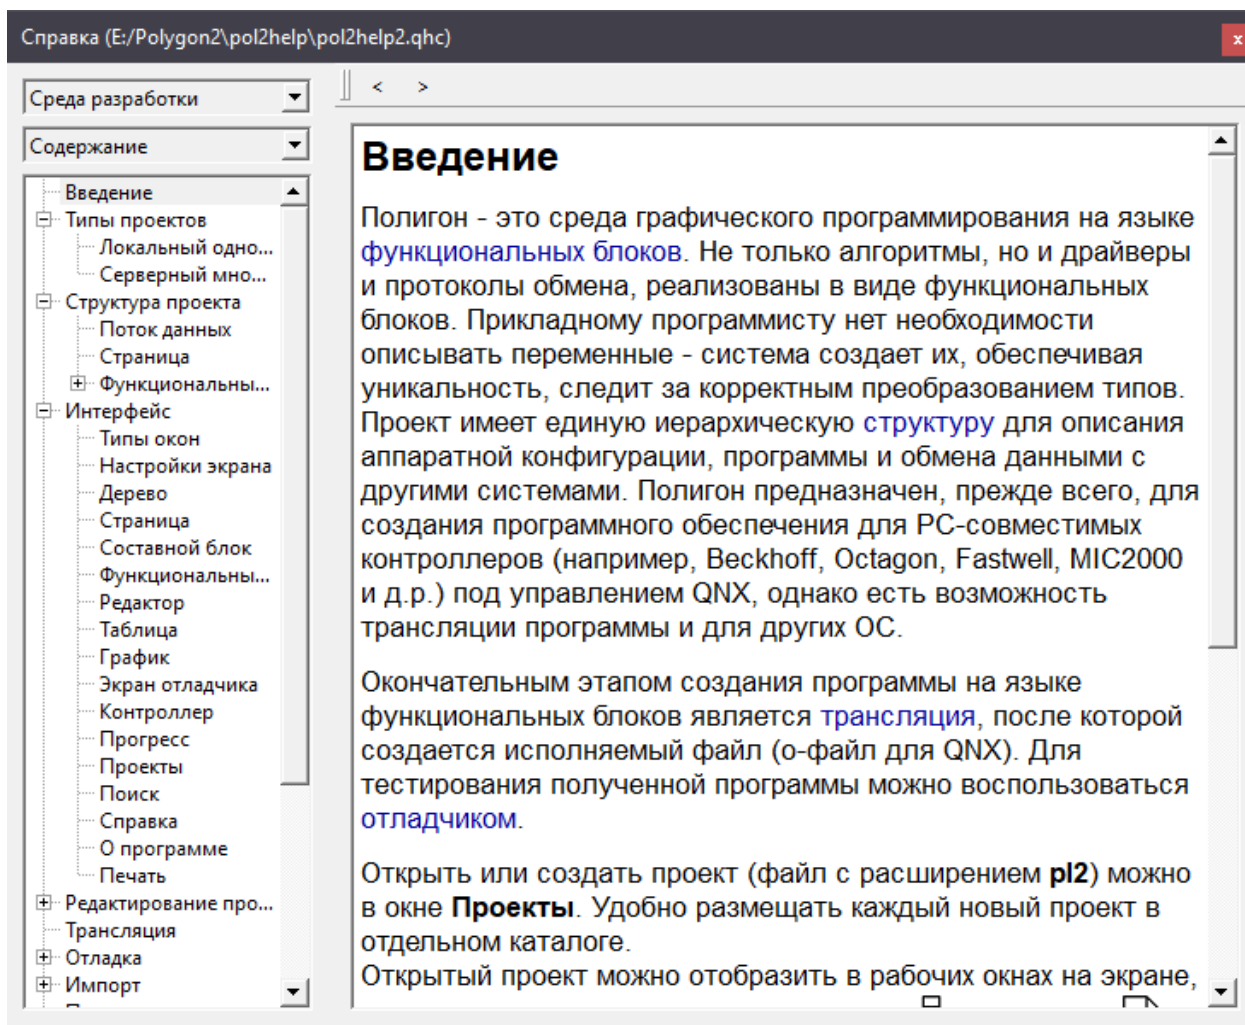 Справка (E:/Polygon2\pol2help\pol2help2.qhc)
x
Среда разработки
Содержание
Введение
Типы проектов
Локальный одно...
Серверный мно...
Структура проекта
Поток данных
Страница
Функциональны...
Интерфейс
Типы окон
Настройки экрана
Дерево
Страница
Составной блок
Функциональны...
Редактор
Таблица
График
Экран отладчика
Контроллер
Прогресс
Проекты
Поиск
Справка
О программе
Печать
Редактирование про...
Трансляция
Отладка
Импорт
< >
Введение
Полигон - это среда графического программирования на языке
функциональных блоков. Не только алгоритмы, но и драйверы
и протоколы обмена, реализованы в виде функциональных
блоков. Прикладному программисту нет необходимости
описывать переменные - система создает их, обеспечивая
уникальность, следит за корректным преобразованием типов.
Проект имеет единую иерархическую структуру для описания
аппаратной конфигурации, программы и обмена данными с
другими системами. Полигон предназначен, прежде всего, для
создания программного обеспечения для PC-совместимых
контроллеров (например, Beckhoff, Octagon, Fastwell, MIC2000
и д.р.) под управлением QNX, однако есть возможность
трансляции программы и для других ОС.
Окончательным этапом создания программы на языке
функциональных блоков является трансляция, после которой
создается исполняемый файл (о-файл для QNX). Для
тестирования полученной программы можно воспользоваться
отладчиком.
Открыть или создать проект (файл с расширением pl2) можно
в окне Проекты. Удобно размещать каждый новый проект в
отдельном каталоге.
Открытый проект можно отобразить в рабочих окнах на экране,